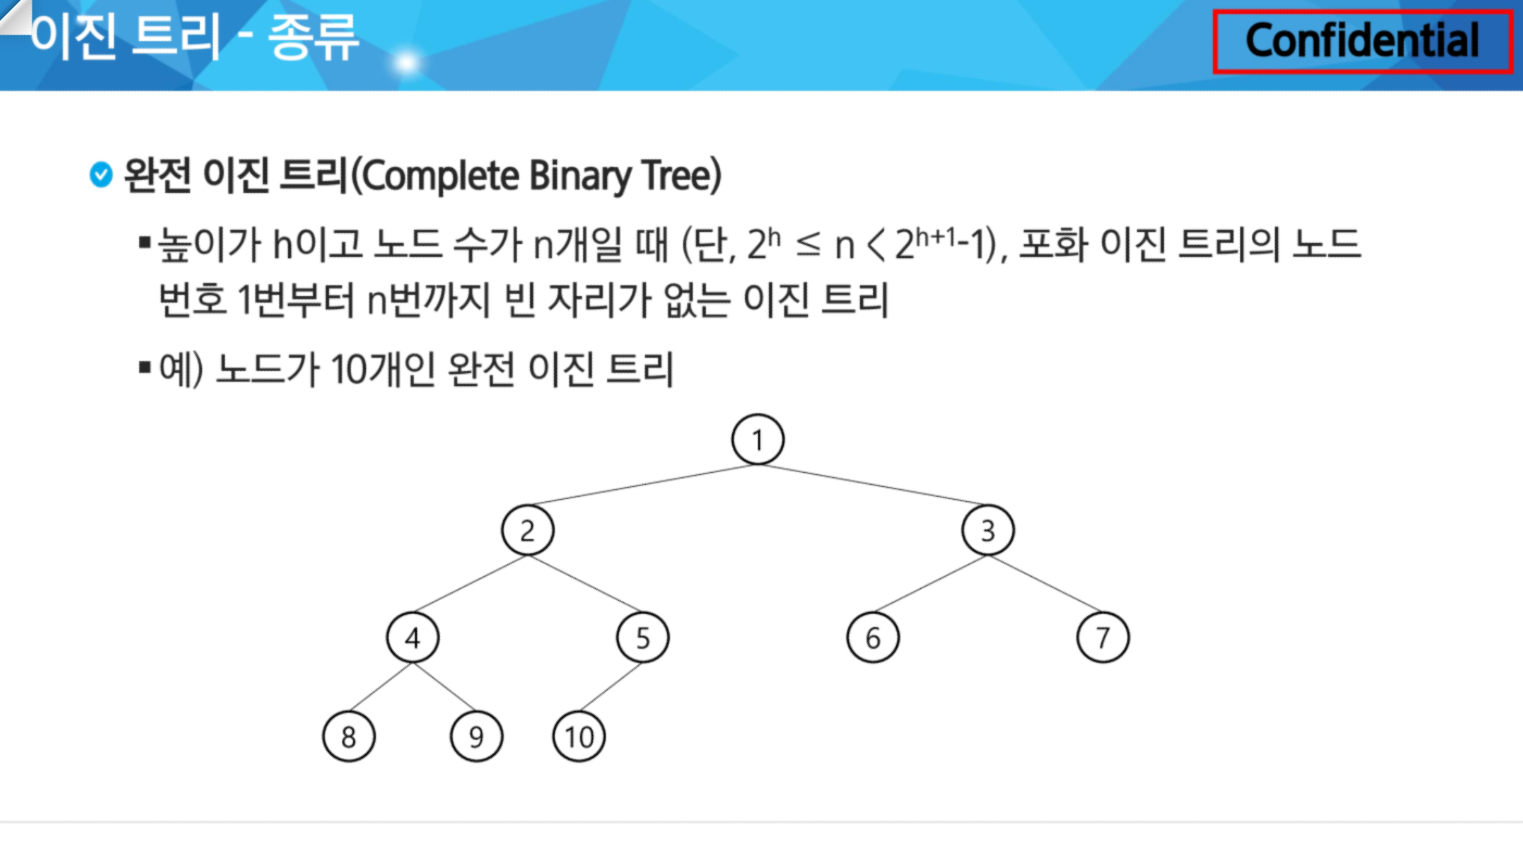 이진 트리 - 종류
Confidential
완전 이진 트리(Complete Binary Tree)
▪높이가 h이고 노드 수가 n개일 때 (단, 2ʰ ≤ n < 2ʰ⁺¹-1), 포화 이진 트리의 노드
번호 1번부터 n번까지 빈 자리가 없는 이진 트리
▪예) 노드가 10개인 완전 이진 트리
1
2 3
4 5 6 7
8 9 10